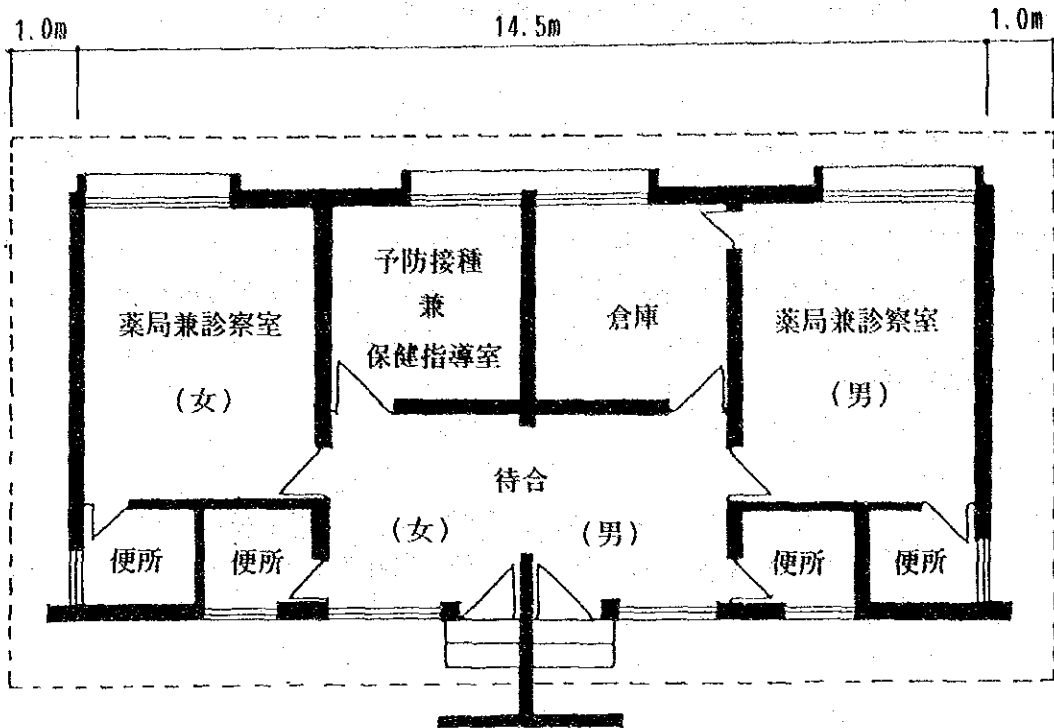 1.0m
14.5m
1.0m
予防接種
兼
保健指導室
倉庫
薬局兼診察室
(女)
薬局兼診察室
(男)
待合
(女)
(男)
便所
便所
便所
便所